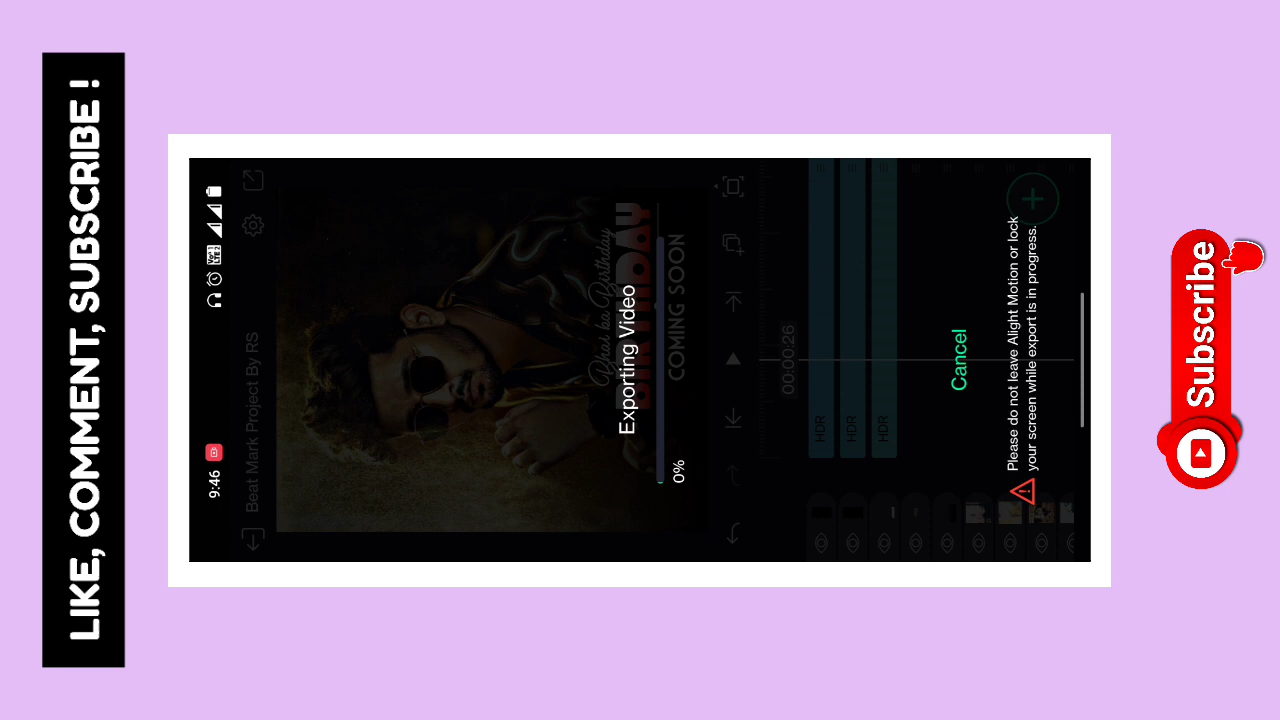 LIKE, COMMENT, SUBSCRIBE !
9:46
Beat Mark Project By RS
Bhai ka Birthday
BIRTHDAY
COMING SOON
Exporting Video
0%
00:00:26
HDR
HDR
HDR
Cancel
Please do not leave Alight Motion or lock
your screen while export is in progress.
Subscribe